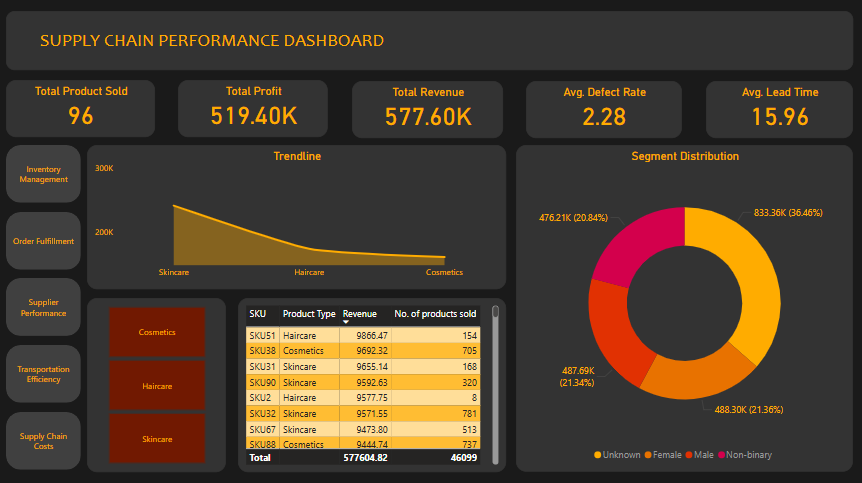 SUPPLY CHAIN PERFORMANCE DASHBOARD
Total Product Sold
96
Total Profit
519.40K
Total Revenue
577.60K
Avg. Defect Rate
2.28
Avg. Lead Time
15.96
Inventory
Management
Order Fulfillment
Supplier
Performance
Transportation
Efficiency
Supply Chain
Costs
Trendline
300K
200K
Skincare Haircare Cosmetics
Cosmetics
Haircare
Skincare
SKU Product Type Revenue No. of products sold
SKU51 Haircare 9866.47 154
SKU38 Cosmetics 9692.32 705
SKU31 Skincare 9655.14 168
SKU90 Skincare 9592.63 320
SKU2 Haircare 9577.75 8
SKU32 Skincare 9571.55 781
SKU67 Skincare 9473.80 513
SKU88 Cosmetics 9444.74 737
Total 577604.82 46099
Segment Distribution
476.21K (20.84%)
833.36K (36.46%)
487.69K
(21.34%)
488.30K (21.36%)
Unknown Female Male Non-binary